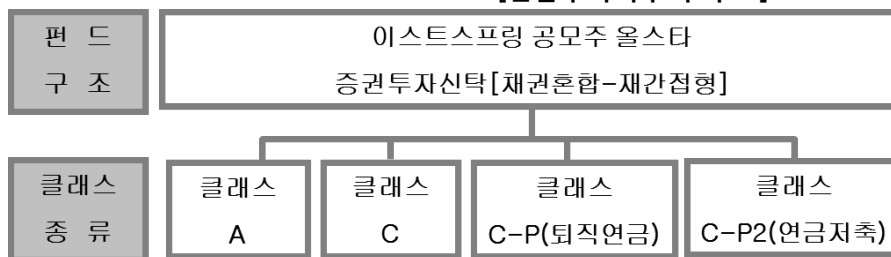 펀 드
구 조
이스트스프링 공모주 올스타
증권투자신탁[채권혼합-재간접형]
클래스
종 류
클래스
A
클래스
C
클래스
C-P(퇴직연금)
클래스
C-P2(연금저축)